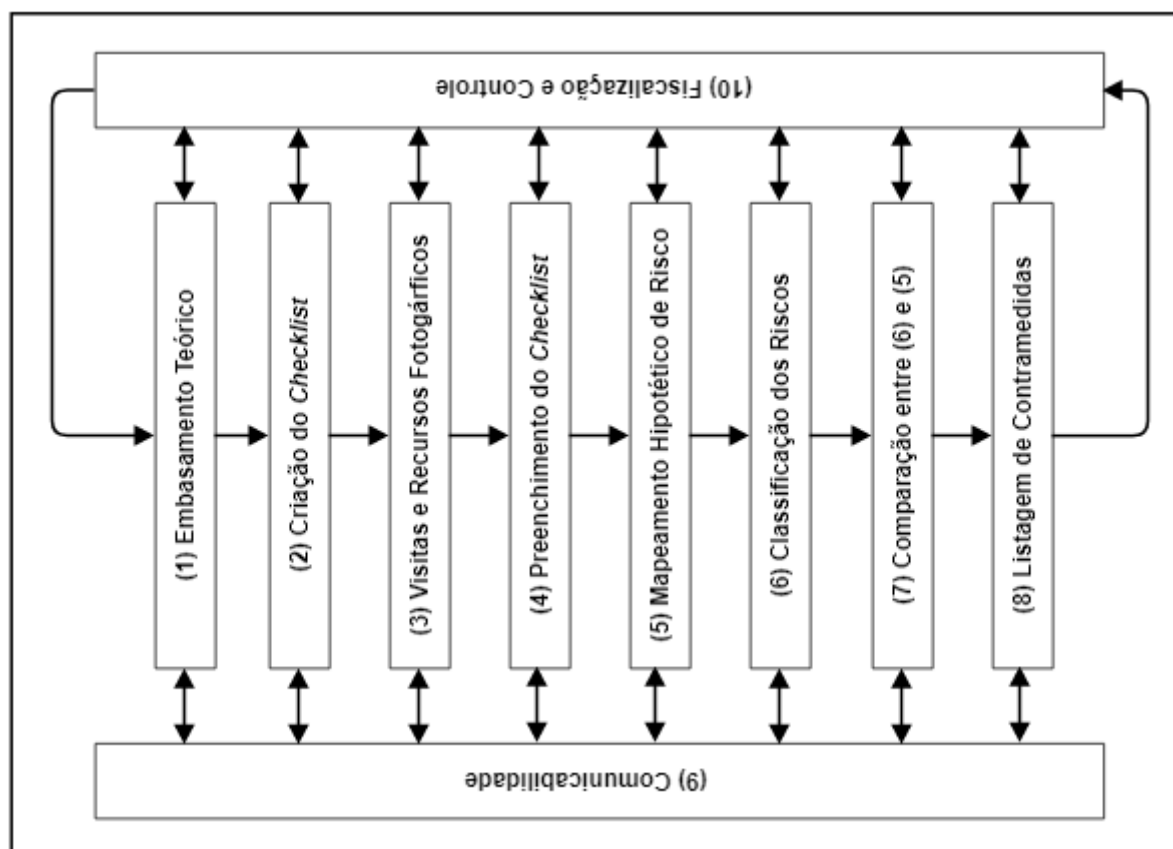 (10) Fiscalização e Controle
(1) Embasamento Teórico
(2) Criação do Checklist
(3) Visitas e Recursos Fotogárficos
(4) Preenchimento do Checklist
(5) Mapeamento Hipotético de Risco
(6) Classificação dos Riscos
(7) Comparação entre (6) e (5)
(8) Listagem de Contramedidas
(9) Comunicabilidade